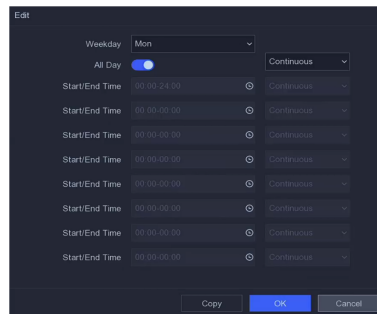 Edit
Weekday Mon
All Day Continuous
Start/End Time 00:00-24:00 Continuous
Start/End Time 00:00-00:00 Continuous
Start/End Time 00:00-00:00 Continuous
Start/End Time 00:00-00:00 Continuous
Start/End Time 00:00-00:00 Continuous
Start/End Time 00:00-00:00 Continuous
Start/End Time 00:00-00:00 Continuous
Start/End Time 00:00-00:00 Continuous
Copy OK Cancel